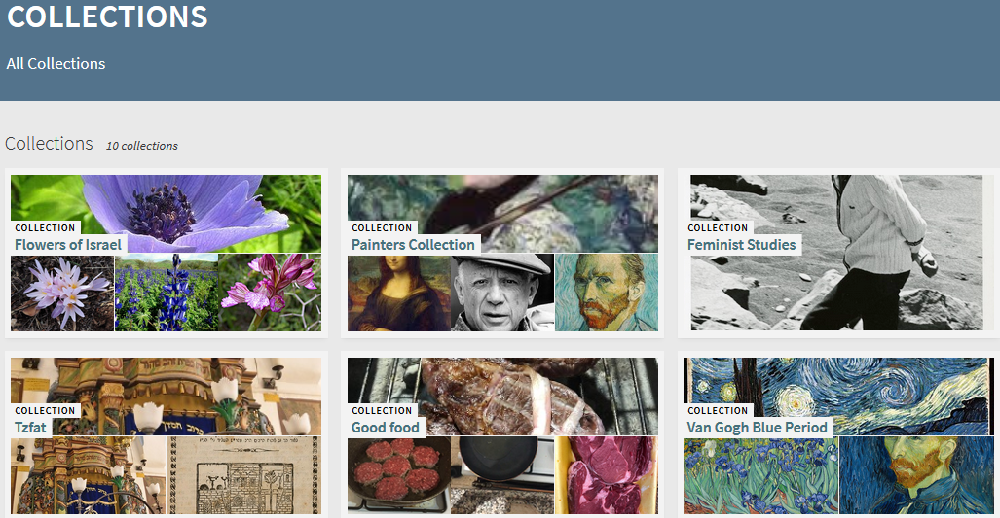 COLLECTIONS
All Collections
Collections 10 collections
COLLECTION
Flowers of Israel
COLLECTION
Painters Collection
COLLECTION
Feminist Studies
COLLECTION
Tzfat
COLLECTION
Good food
COLLECTION
Van Gogh Blue Period